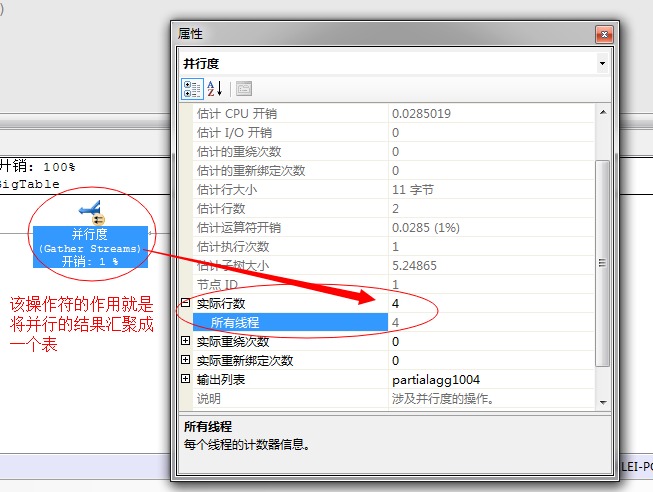 )
属性
并行度
估计 CPU 开销 0.0285019
估计 I/O 开销 0
估计的重绕次数 0
估计的重新绑定次数 0
估计行大小 11 字节
估计行数 2
估计运算符开销 0.0285 (1%)
估计执行次数 1
估计子树大小 5.24865
节点 ID 1
实际行数 4
所有线程 4
实际重绕次数 0
实际重新绑定次数 0
输出列表 partialagg1004
说明 涉及并行度的操作。
所有线程
每个线程的计数器信息。
开销: 100%
BigTable
并行度
(Gather Streams)
开销: 1 %
该操作符的作用就是
将并行的结果汇聚成
一个表
LEI-PC